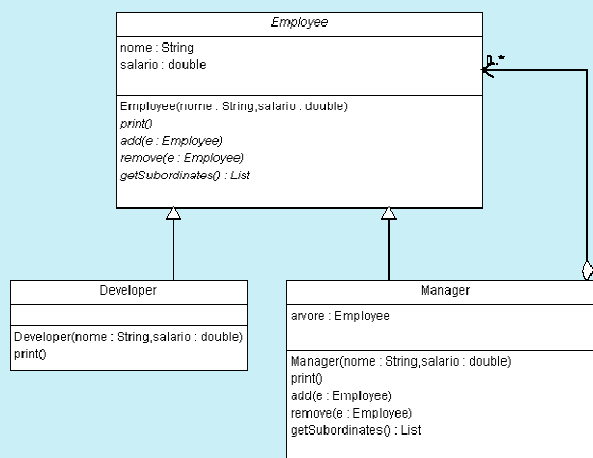 Employee
nome : String
salario : double
0..*
Employee(nome : String,salario : double)
print()
add(e : Employee)
remove(e : Employee)
getSubordinates() : List
Developer
Developer(nome : String,salario : double)
print()
Manager
arvore : Employee
Manager(nome : String,salario : double)
print()
add(e : Employee)
remove(e : Employee)
getSubordinates() : List